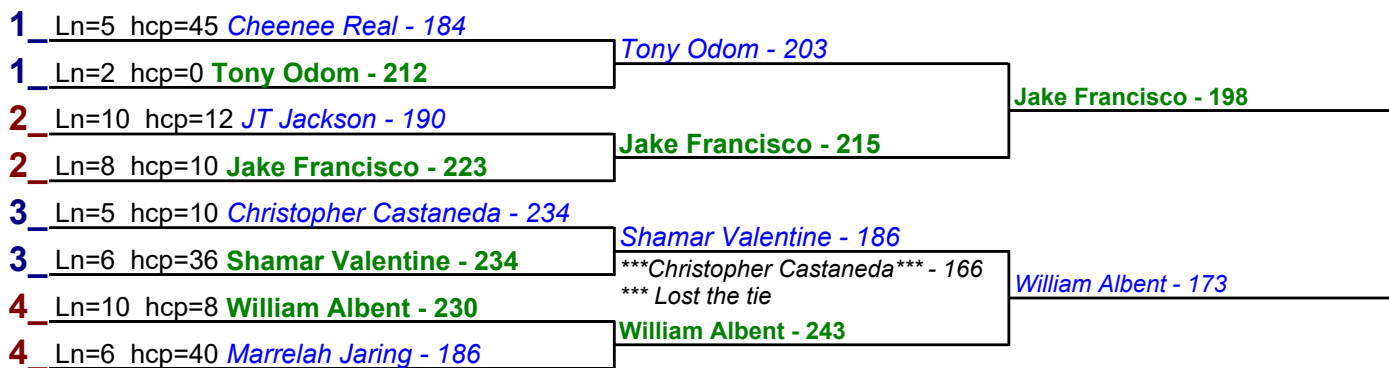 1_ Ln=5 hcp=45 Cheenee Real - 184
1_ Ln=2 hcp=0 Tony Odom - 212
2_ Ln=10 hcp=12 JT Jackson - 190
2_ Ln=8 hcp=10 Jake Francisco - 223
3_ Ln=5 hcp=10 Christopher Castaneda - 234
3_ Ln=6 hcp=36 Shamar Valentine - 234
4_ Ln=10 hcp=8 William Albent - 230
4_ Ln=6 hcp=40 Marrelah Jaring - 186
Tony Odom - 203
Jake Francisco - 215
Shamar Valentine - 186
***Christopher Castaneda*** - 166
*** Lost the tie
William Albent - 243
Jake Francisco - 198
William Albent - 173